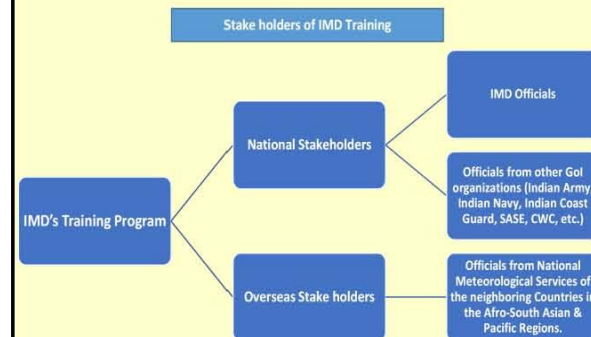 Stake holders of IMD Training
IMD Officials
National Stakeholders
Officials from other GoI
organizations (Indian Army,
Indian Navy, Indian Coast
Guard, SASE, CWC, etc.)
IMD's Training Program
Overseas Stake holders
Officials from National
Meteorological Services of
the neighboring Countries in
the Afro-South Asian &
Pacific Regions.